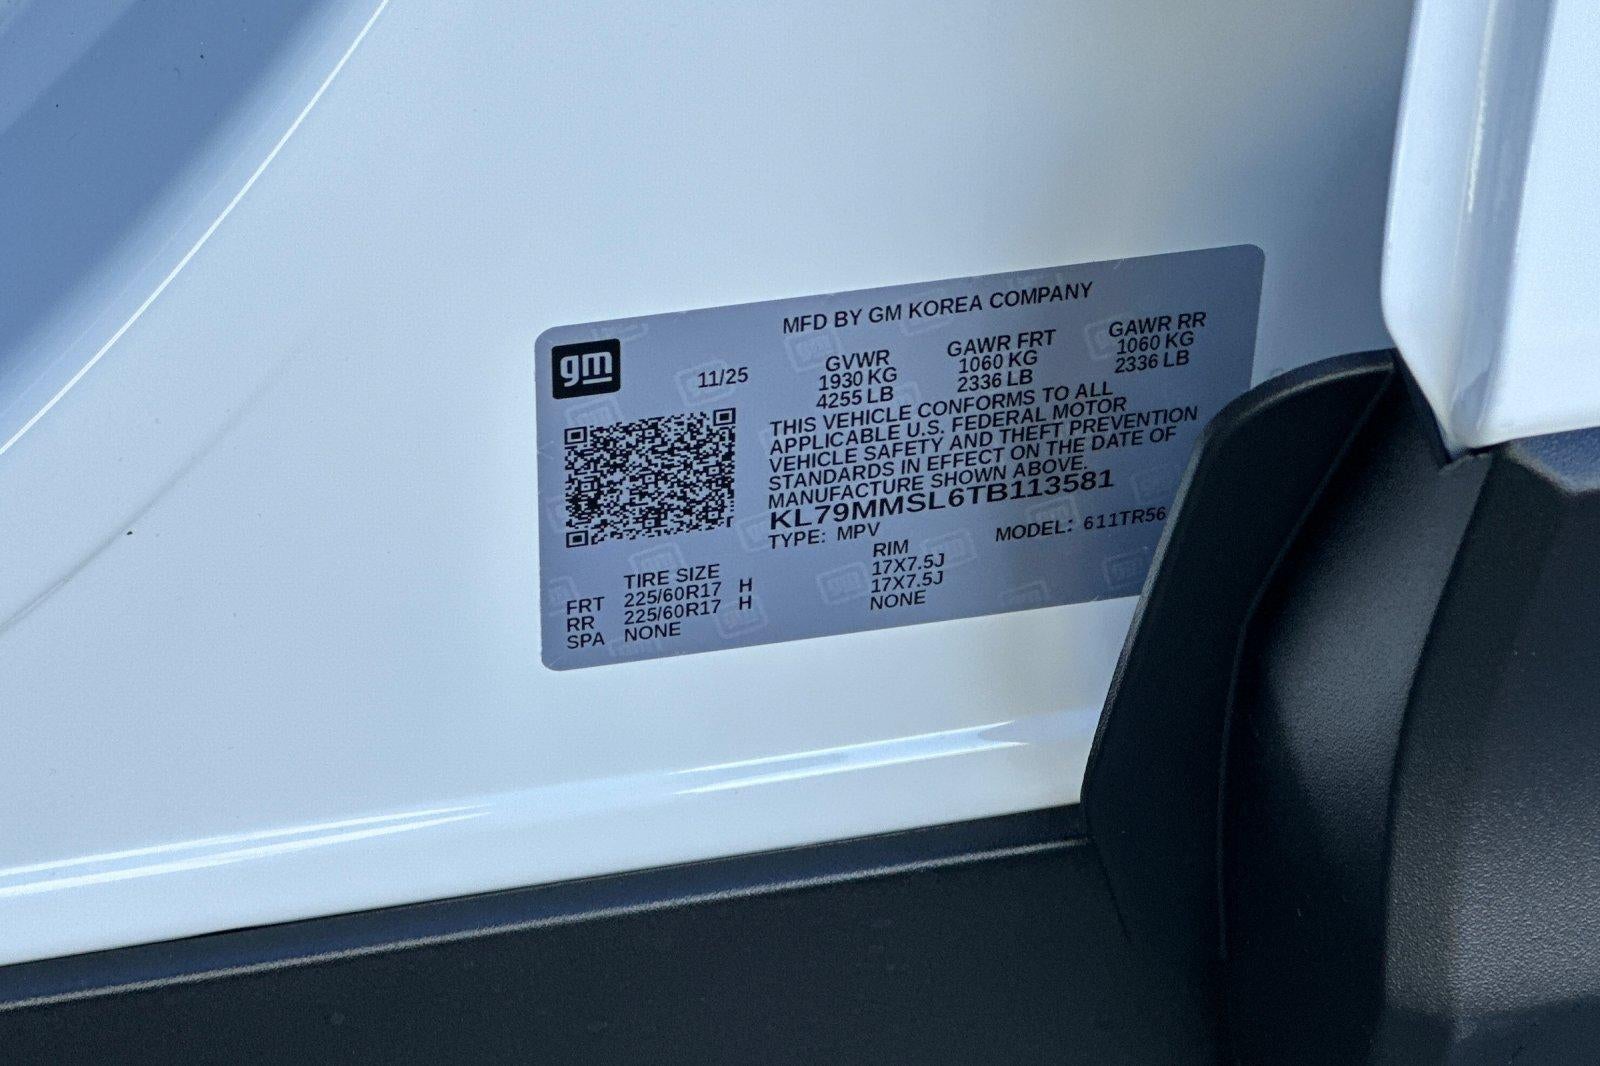 MFD BY GM KOREA COMPANY
gm
11/25
GVWR GAWR FRT GAWR RR
1930 KG 1060 KG 1060 KG
4255 LB 2336 LB 2336 LB
THIS VEHICLE CONFORMS TO ALL
APPLICABLE U.S. FEDERAL MOTOR
VEHICLE SAFETY AND THEFT PREVENTION
STANDARDS IN EFFECT ON THE DATE OF
MANUFACTURE SHOWN ABOVE.
KL79MMSL6TB113581
TYPE: MPV MODEL: 611TR56
TIRE SIZE RIM
FRT 225/60R17 H 17X7.5J
RR 225/60R17 H 17X7.5J
SPA NONE NONE